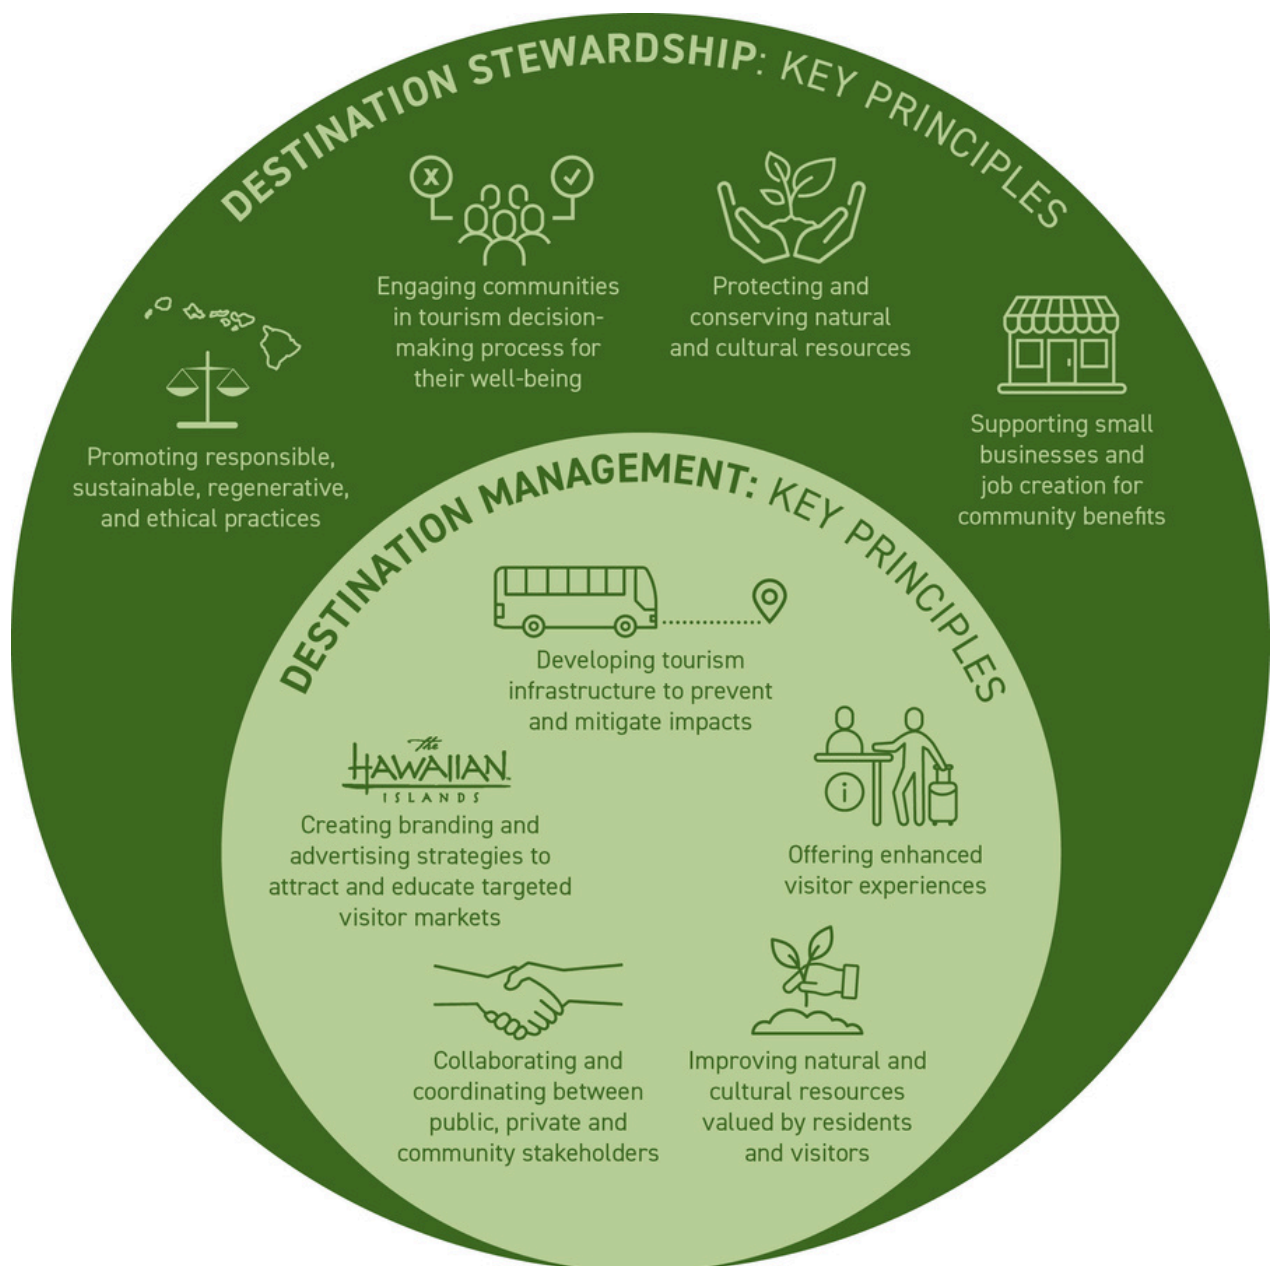 DESTINATION STEWARDSHIP: KEY PRINCIPLES
X
Engaging communities
in tourism decision-
making process for
their well-being
Protecting and
conserving natural
and cultural resources
Promoting responsible,
sustainable, regenerative,
and ethical practices
Supporting small
businesses and
job creation for
community benefits
DESTINATION MANAGEMENT: KEY PRINCIPLES
Developing tourism
infrastructure to prevent
and mitigate impacts
The
HAWAIIAN
ISLANDS
Creating branding and
advertising strategies to
attract and educate targeted
visitor markets
i
Offering enhanced
visitor experiences
Collaborating and
coordinating between
public, private and
community stakeholders
Improving natural and
cultural resources
valued by residents
and visitors